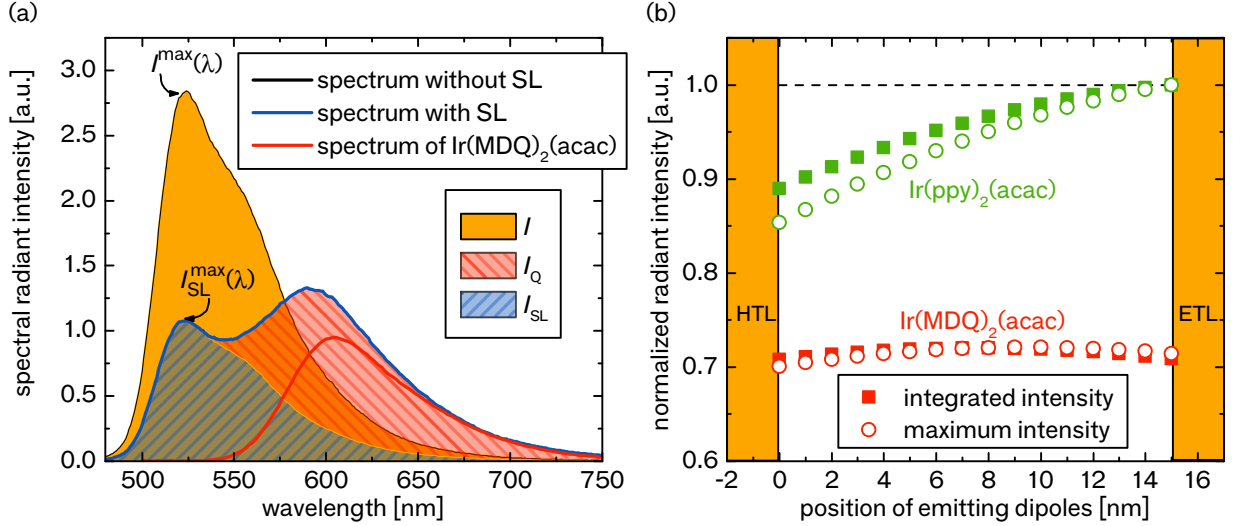 (a)
I^max(λ)
spectrum without SL
spectrum with SL
spectrum of Ir(MDQ)₂(acac)
I
I_Q
I_SL
I_SL^max(λ)
spectral radiant intensity [a.u.]
3.0
2.5
2.0
1.5
1.0
0.5
0.0
500 550 600 650 700 750
wavelength [nm]
(b)
normalized radiant intensity [a.u.]
1.0
0.9
0.8
0.7
0.6
HTL
ETL
Ir(ppy)₂(acac)
Ir(MDQ)₂(acac)
integrated intensity
maximum intensity
-2 0 2 4 6 8 10 12 14 16
position of emitting dipoles [nm]